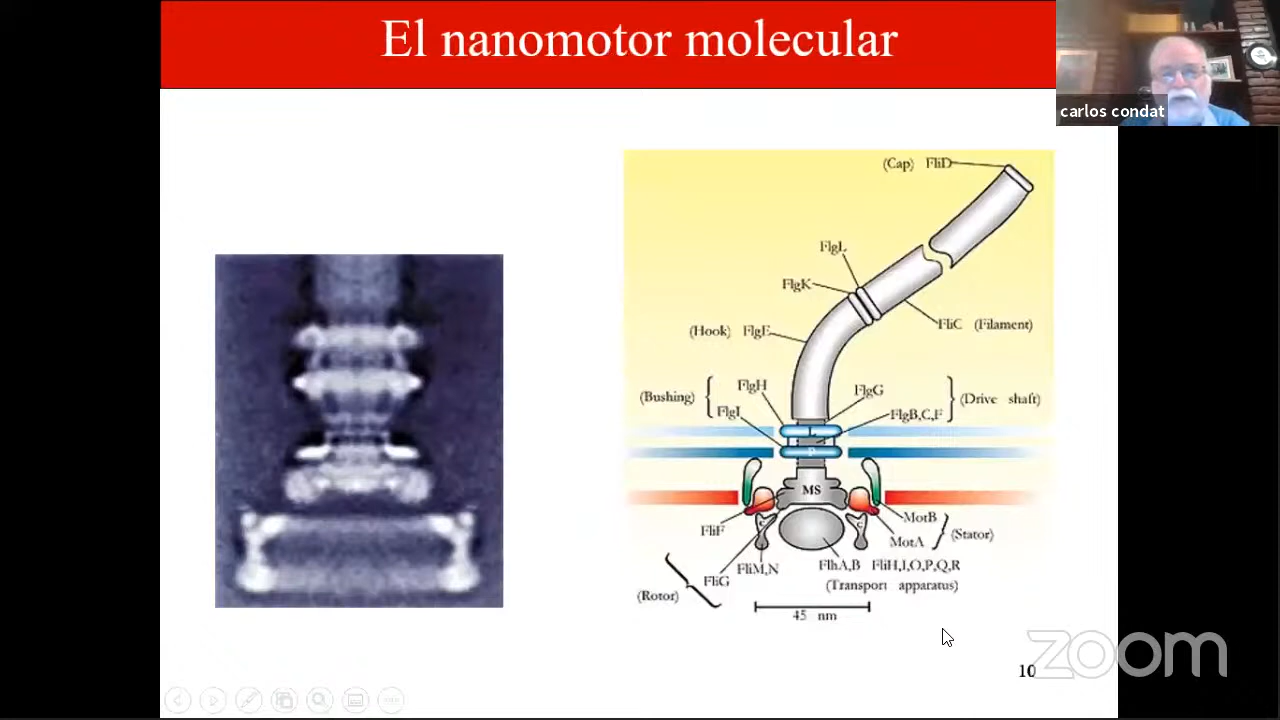 El nanomotor molecular
carlos condat
(Cap) FliD
FlgL
FlgK
(Hook) FlgE
FliC (Filament)
(Bushing)
FlgH
FlgI
FlgG
FlgB,C,F
(Drive shaft)
L
P
MS
C
C
FliF
MotB
MotA
(Stator)
FliM,N
FliG
(Rotor)
FlhA,B FliH,I,O,P,Q,R
(Transport apparatus)
45 nm
zoom
10